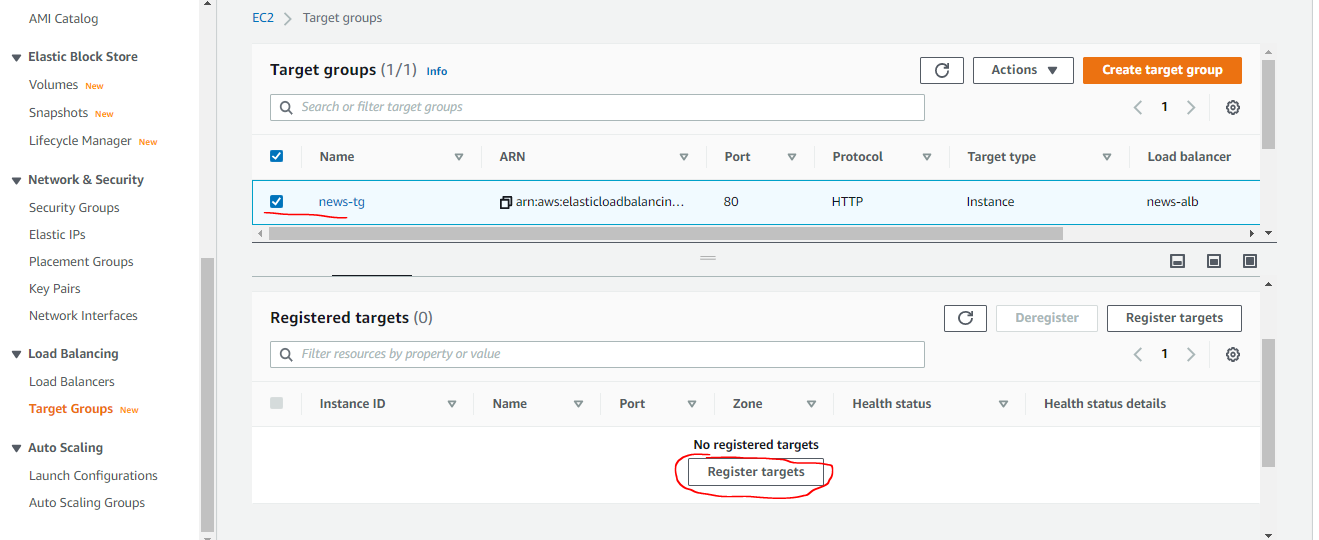 AMI Catalog
Elastic Block Store
Volumes New
Snapshots New
Lifecycle Manager New
Network & Security
Security Groups
Elastic IPs
Placement Groups
Key Pairs
Network Interfaces
Load Balancing
Load Balancers
Target Groups New
Auto Scaling
Launch Configurations
Auto Scaling Groups
EC2 Target groups
Target groups (1/1) Info
Actions
Create target group
Search or filter target groups
1
Name ARN Port Protocol Target type Load balancer
news-tg arn:aws:elasticloadbalancin... 80 HTTP Instance news-alb
Registered targets (0)
Deregister
Register targets
Filter resources by property or value
1
Instance ID Name Port Zone Health status Health status details
No registered targets
Register targets